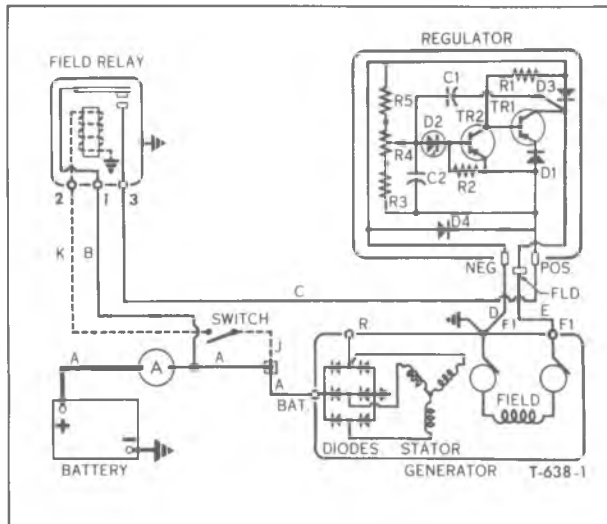 REGULATOR
FIELD RELAY
C1
R1
D3
R5
TR2
TR1
D2
R4
C2
R2
D1
R3
D4
2
1
3
NEG
POS.
FLD
K
B
C
D
F1
E
F1
SWITCH
R
J
A
A
A
A
BAT.
FIELD
+
-
BATTERY
DIODES
STATOR
GENERATOR
T-638-1